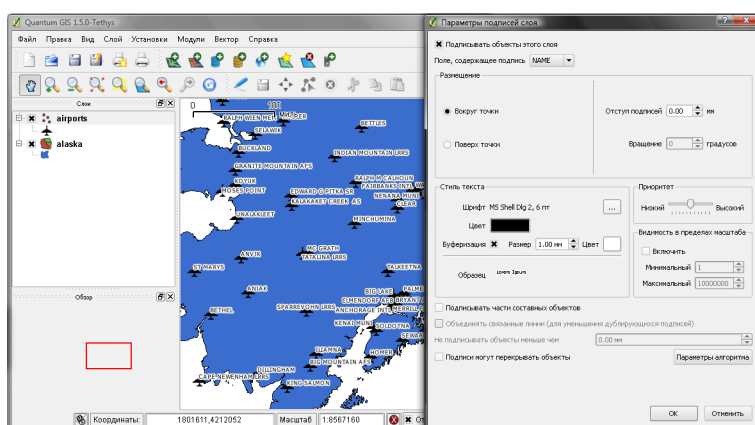 Quantum GIS 1.5.0-Tethys
Файл Правка Вид Слой Установки Модули Вектор Справка
Слои
airports
alaska
Обзор
0 100
RALPH WIEN MEM
SELAWIK
BETTLES
BUCKLAND
INDIAN MOUNTAIN LRRS
GRANITE MOUNTAIN AFS
KOYUK
RALPH M CALHOUN
MOSES POINT
FAIRBANKS INTL
EDWARD G PITKA SR
NENANA MUNI
KALAKAKET CREEK AS
CLEAR
UNALAKLEET
MINCHUMINA
ANVIK
MC GRATH
TATALINA LRRS
ST MARYS
TALKEETNA
ANIAK
BIG LAKE
ELMENDORF AFB
BETHEL
SPARREVOHN LRRS
ANCHORAGE INTL
KENAI MUNI
SOLDOTNA
ILIAMNA
HOMER
BIG MOUNTAIN AFS
DILLINGHAM
CAPE NEWENHAM LRRS
KING SALMON
Координаты: 1801611,4212052 Масштаб 1:8567160
Параметры подписей слоя
Подписывать объекты этого слоя
Поле, содержащее подпись NAME
Размещение
Вокруг точки
Отступ подписей 0.00 мм
Поверх точки
Вращение 0 градусов
Стиль текста
Шрифт MS Shell Dlg 2, 6 пт ...
Цвет
Буферизация Размер 1.00 мм Цвет
Образец Lorem Ipsum
Приоритет
Низкий Высокий
Видимость в пределах масштаба
Включить
Минимальный 1
Максимальный 10000000
Подписывать части составных объектов
Объединять связанные линии (для уменьшения дублирующихся подписей)
Не подписывать объекты меньше чем 0.00 мм
Подписи могут перекрывать объекты
Параметры алгоритма
ОК Отменить